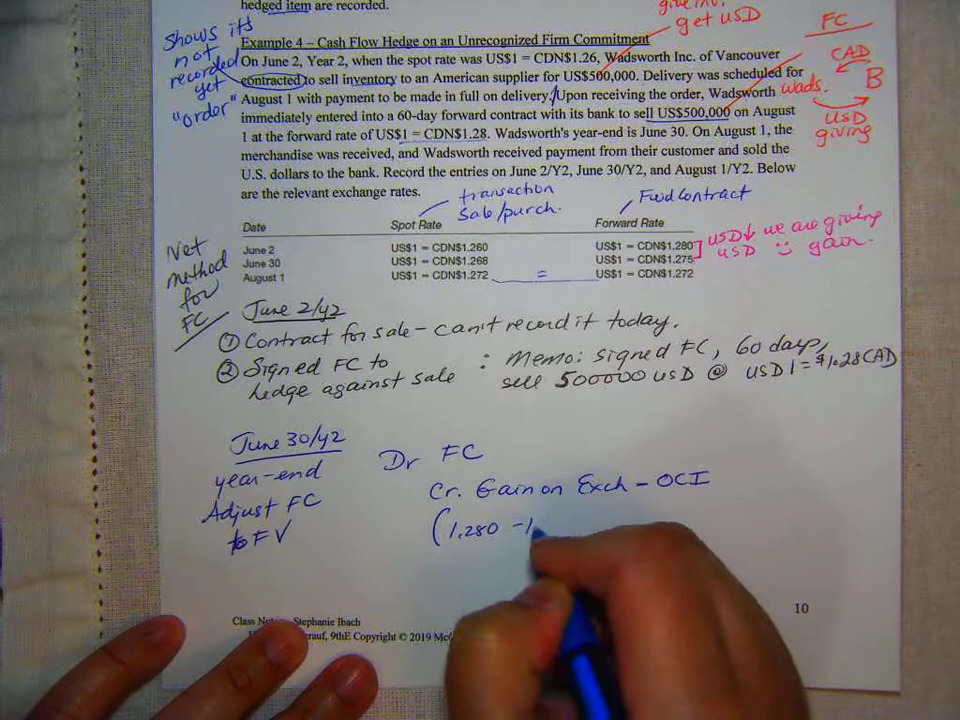 hedged item are recorded.
get USD
Example 4 – Cash Flow Hedge on an Unrecognized Firm Commitment
On June 2, Year 2, when the spot rate was US$1 = CDN$1.26, Wadsworth Inc. of Vancouver
contracted to sell inventory to an American supplier for US$500,000. Delivery was scheduled for
August 1 with payment to be made in full on delivery. Upon receiving the order, Wadsworth
immediately entered into a 60-day forward contract with its bank to sell US$500,000 on August
1 at the forward rate of US$1 = CDN$1.28. Wadsworth's year-end is June 30. On August 1, the
merchandise was received, and Wadsworth received payment from their customer and sold the
U.S. dollars to the bank. Record the entries on June 2/Y2, June 30/Y2, and August 1/Y2. Below
are the relevant exchange rates.
Shows its
not
recorded
yet
"order"
FC
CAD
Wads. B
USD
giving
transaction
Sale/purch.
Fwd Contract
Date Spot Rate Forward Rate
June 2 US$1 = CDN$1.260 US$1 = CDN$1.280
June 30 US$1 = CDN$1.268 US$1 = CDN$1.275
August 1 US$1 = CDN$1.272 = US$1 = CDN$1.272
USD↓ we are giving
USD gain.
Net
method
for
FC
June 2/Y2
① Contract for sale – can't record it today.
② Signed FC to : Memo: signed FC, 60 days,
hedge against sale sell 500000 USD @ USD 1 = $1.28 CAD
June 30/Y2
year-end
Adjust FC
to FV
Dr FC
Cr. Gain on Exch – OCI
(1.280 – 1
10
Class Notes Stephanie Ibach
erauf, 9thE Copyright © 2019